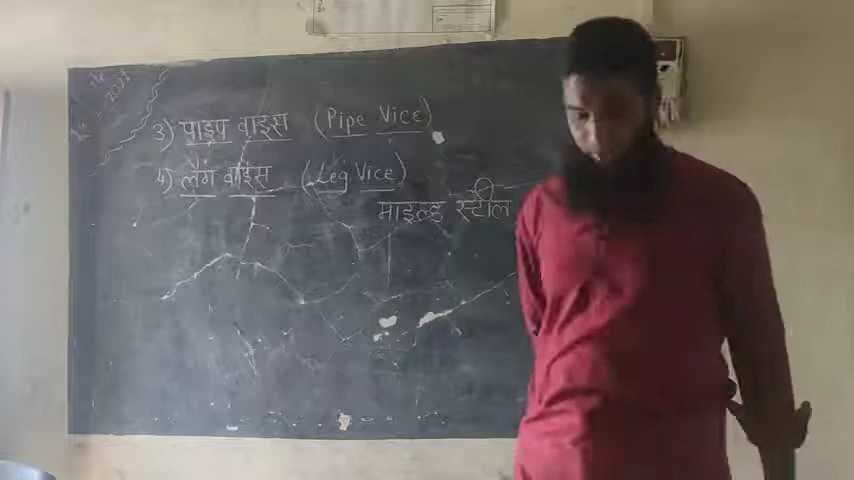 3) पाइप वाइस (Pipe Vice)
4) लैग वाइस (Leg Vice)
माइल्ड स्टील